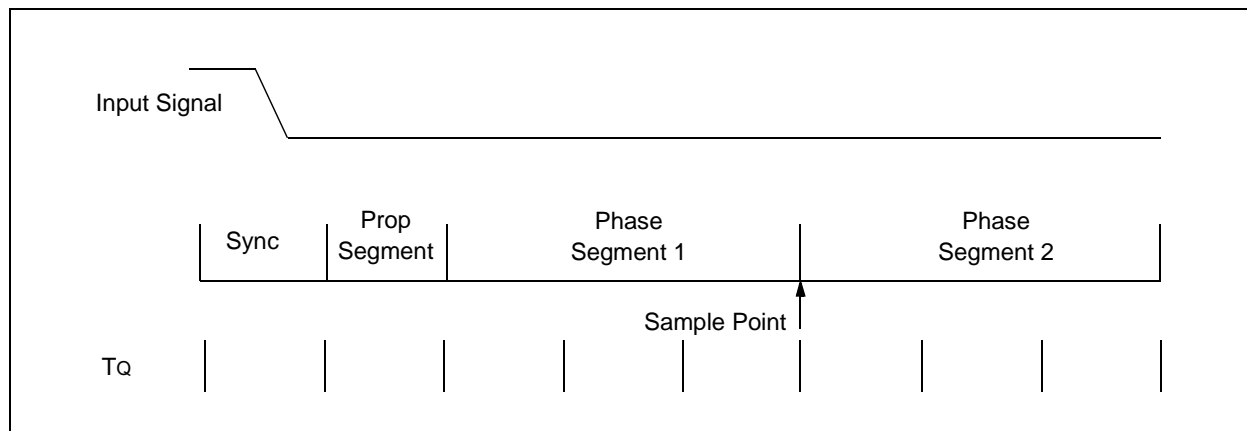 Input Signal
Sync
Prop
Segment
Phase
Segment 1
Phase
Segment 2
Sample Point
TQ